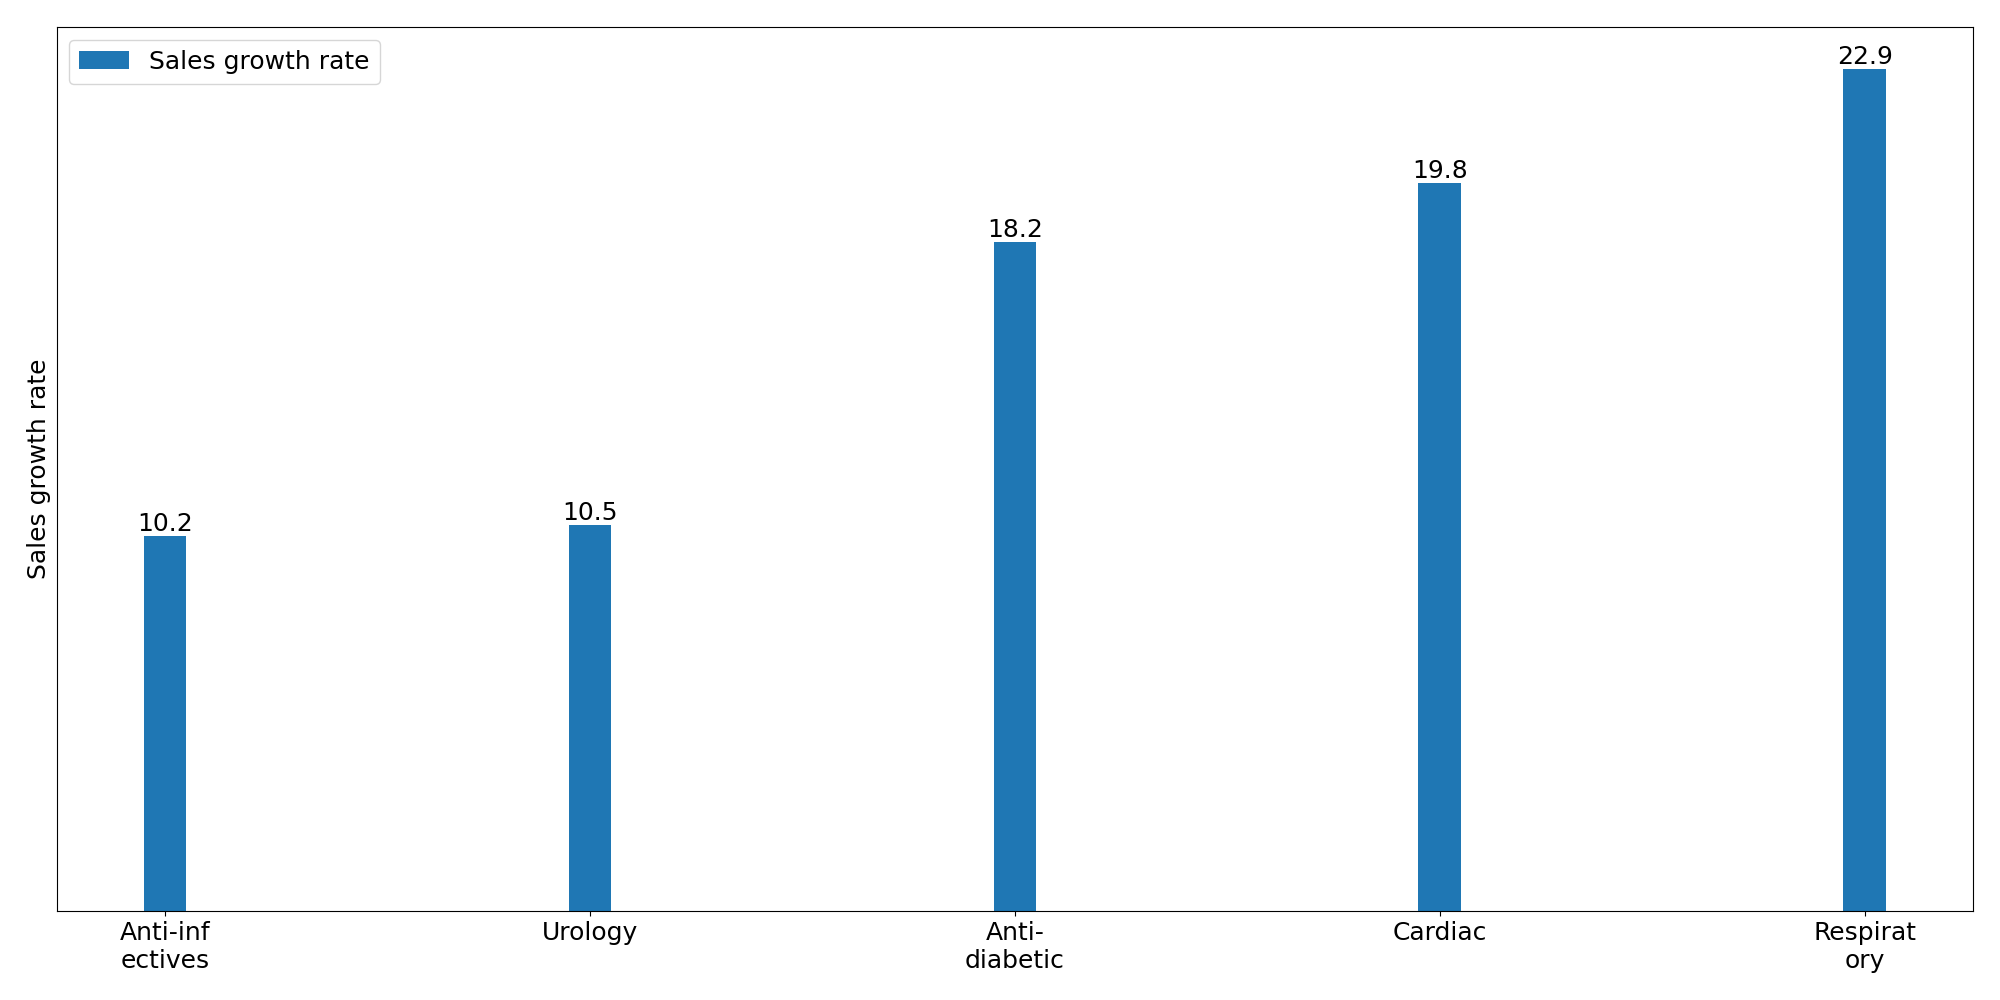 Sales growth rate
22.9
19.8
18.2
10.5
10.2
Sales growth rate
Anti-inf
ectives
Urology
Anti-
diabetic
Cardiac
Respirat
ory